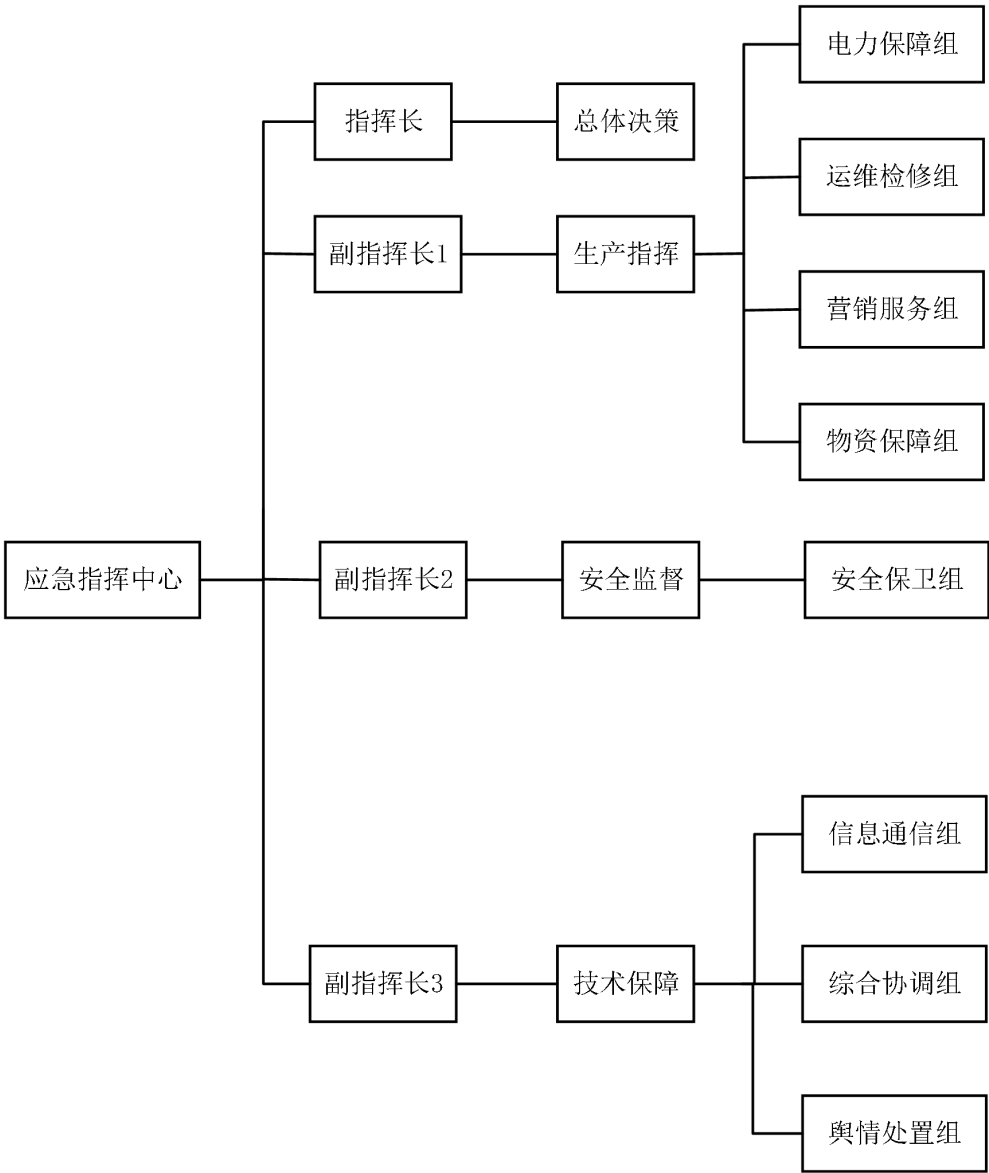 电力保障组
指挥长
总体决策
运维检修组
副指挥长1
生产指挥
营销服务组
物资保障组
应急指挥中心
副指挥长2
安全监督
安全保卫组
信息通信组
副指挥长3
技术保障
综合协调组
舆情处置组